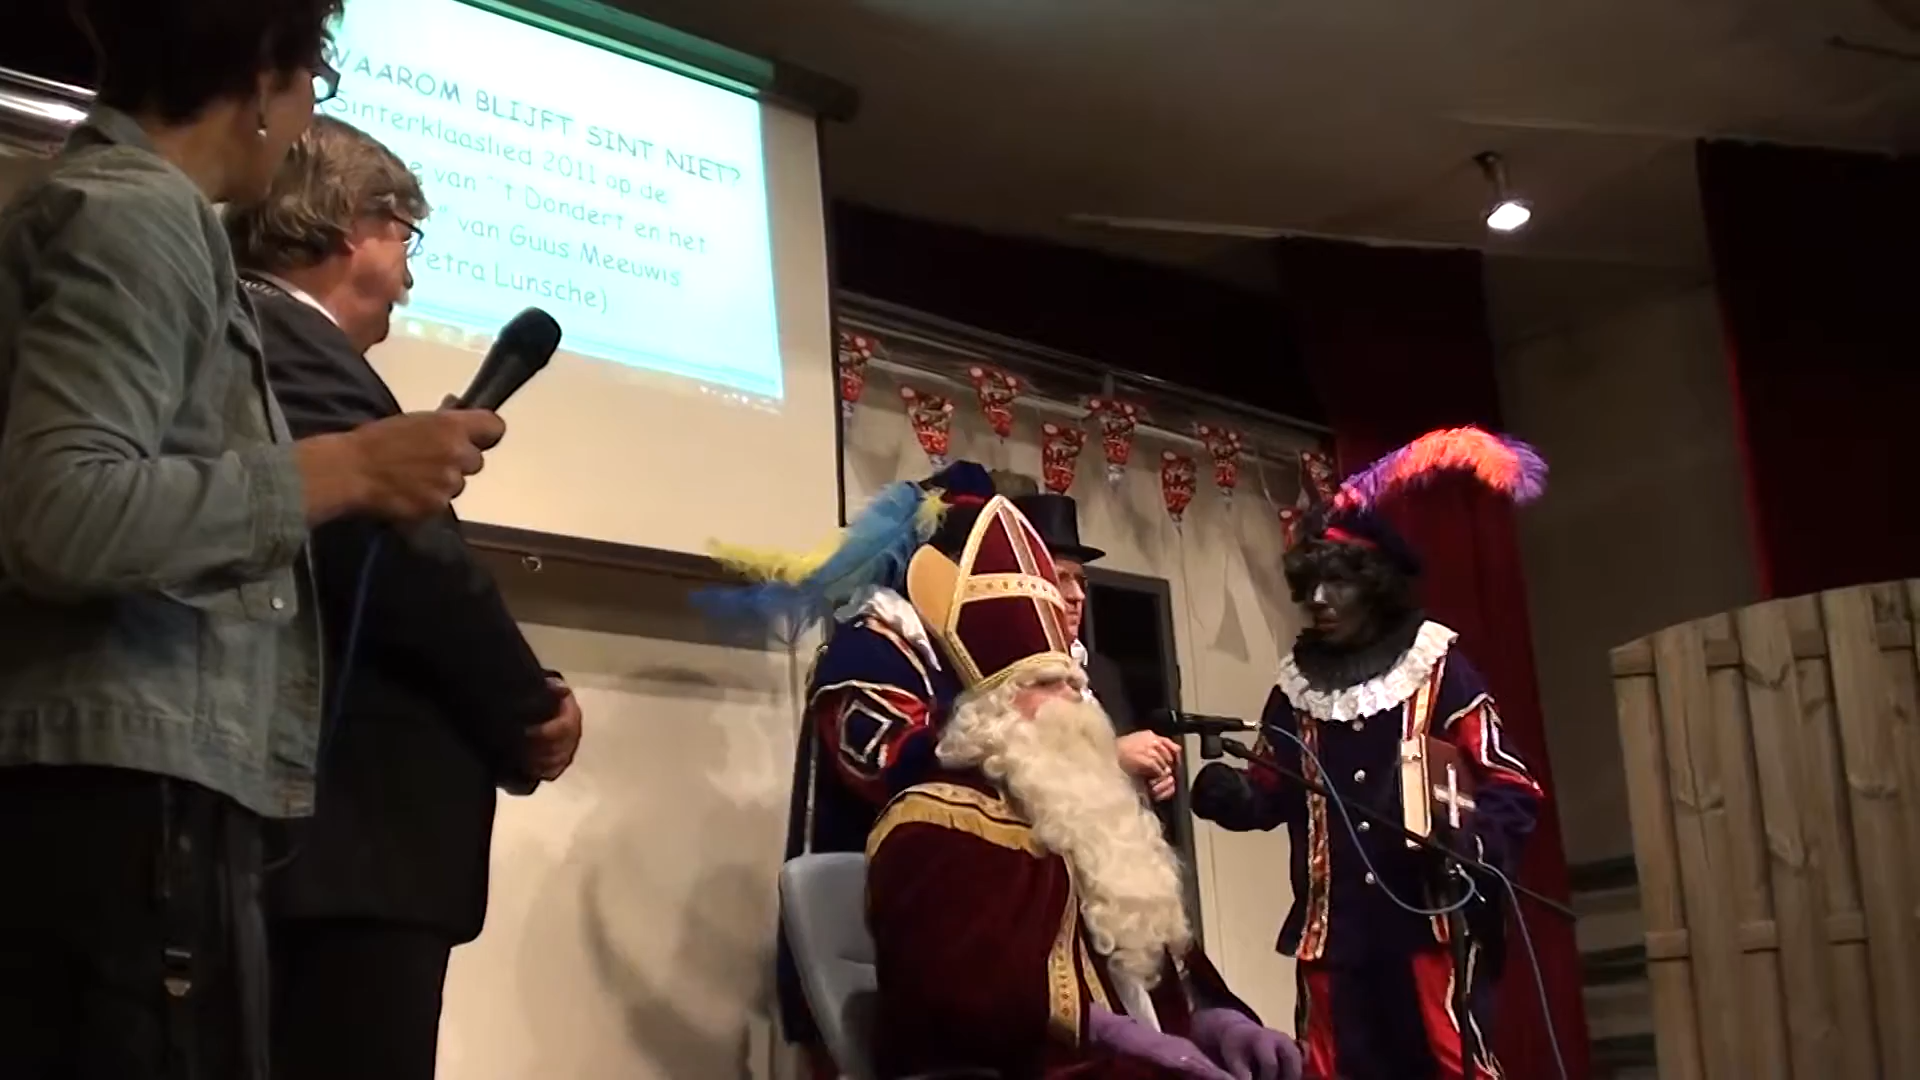 WAAROM BLIJFT SINT NIET?
(Sinterklaaslied 2011 op de
van 't Dondert en het
van Guus Meeuwis
Petra Lunsche)